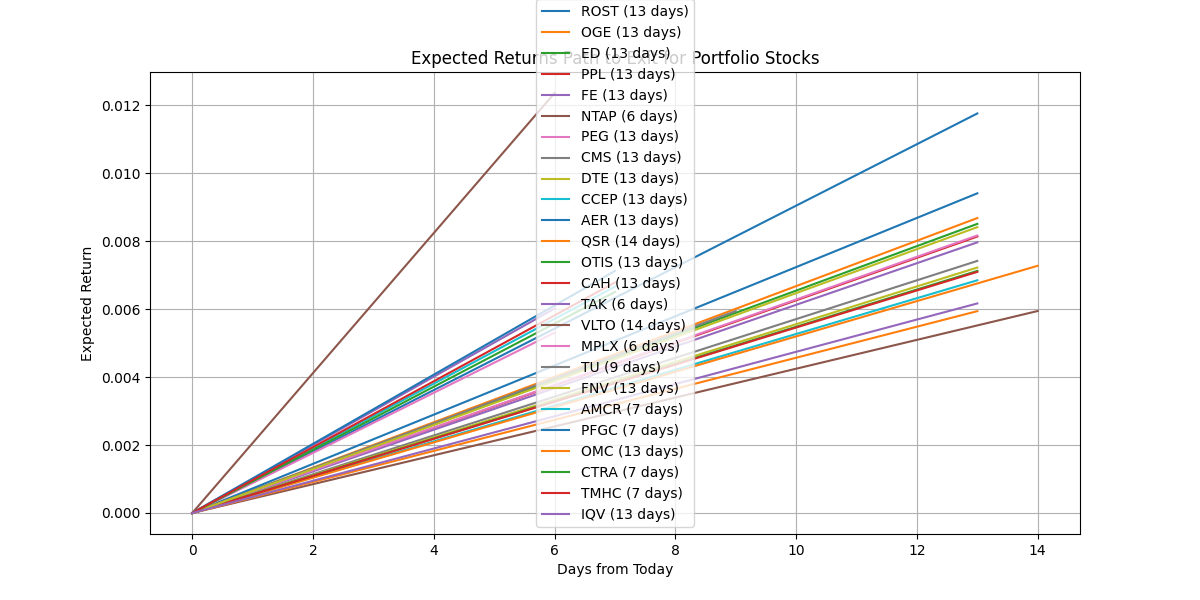 ROST (13 days)
OGE (13 days)
ED (13 days)
Expected Returns Path to Exit for Portfolio Stocks
PPL (13 days)
FE (13 days)
NTAP (6 days)
PEG (13 days)
CMS (13 days)
DTE (13 days)
CCEP (13 days)
AER (13 days)
QSR (14 days)
OTIS (13 days)
CAH (13 days)
TAK (6 days)
VLTO (14 days)
MPLX (6 days)
TU (9 days)
FNV (13 days)
AMCR (7 days)
PFGC (7 days)
OMC (13 days)
CTRA (7 days)
TMHC (7 days)
IQV (13 days)
0.012
0.010
0.008
0.006
0.004
0.002
0.000
Expected Return
0 2 4 6 8 10 12 14
Days from Today